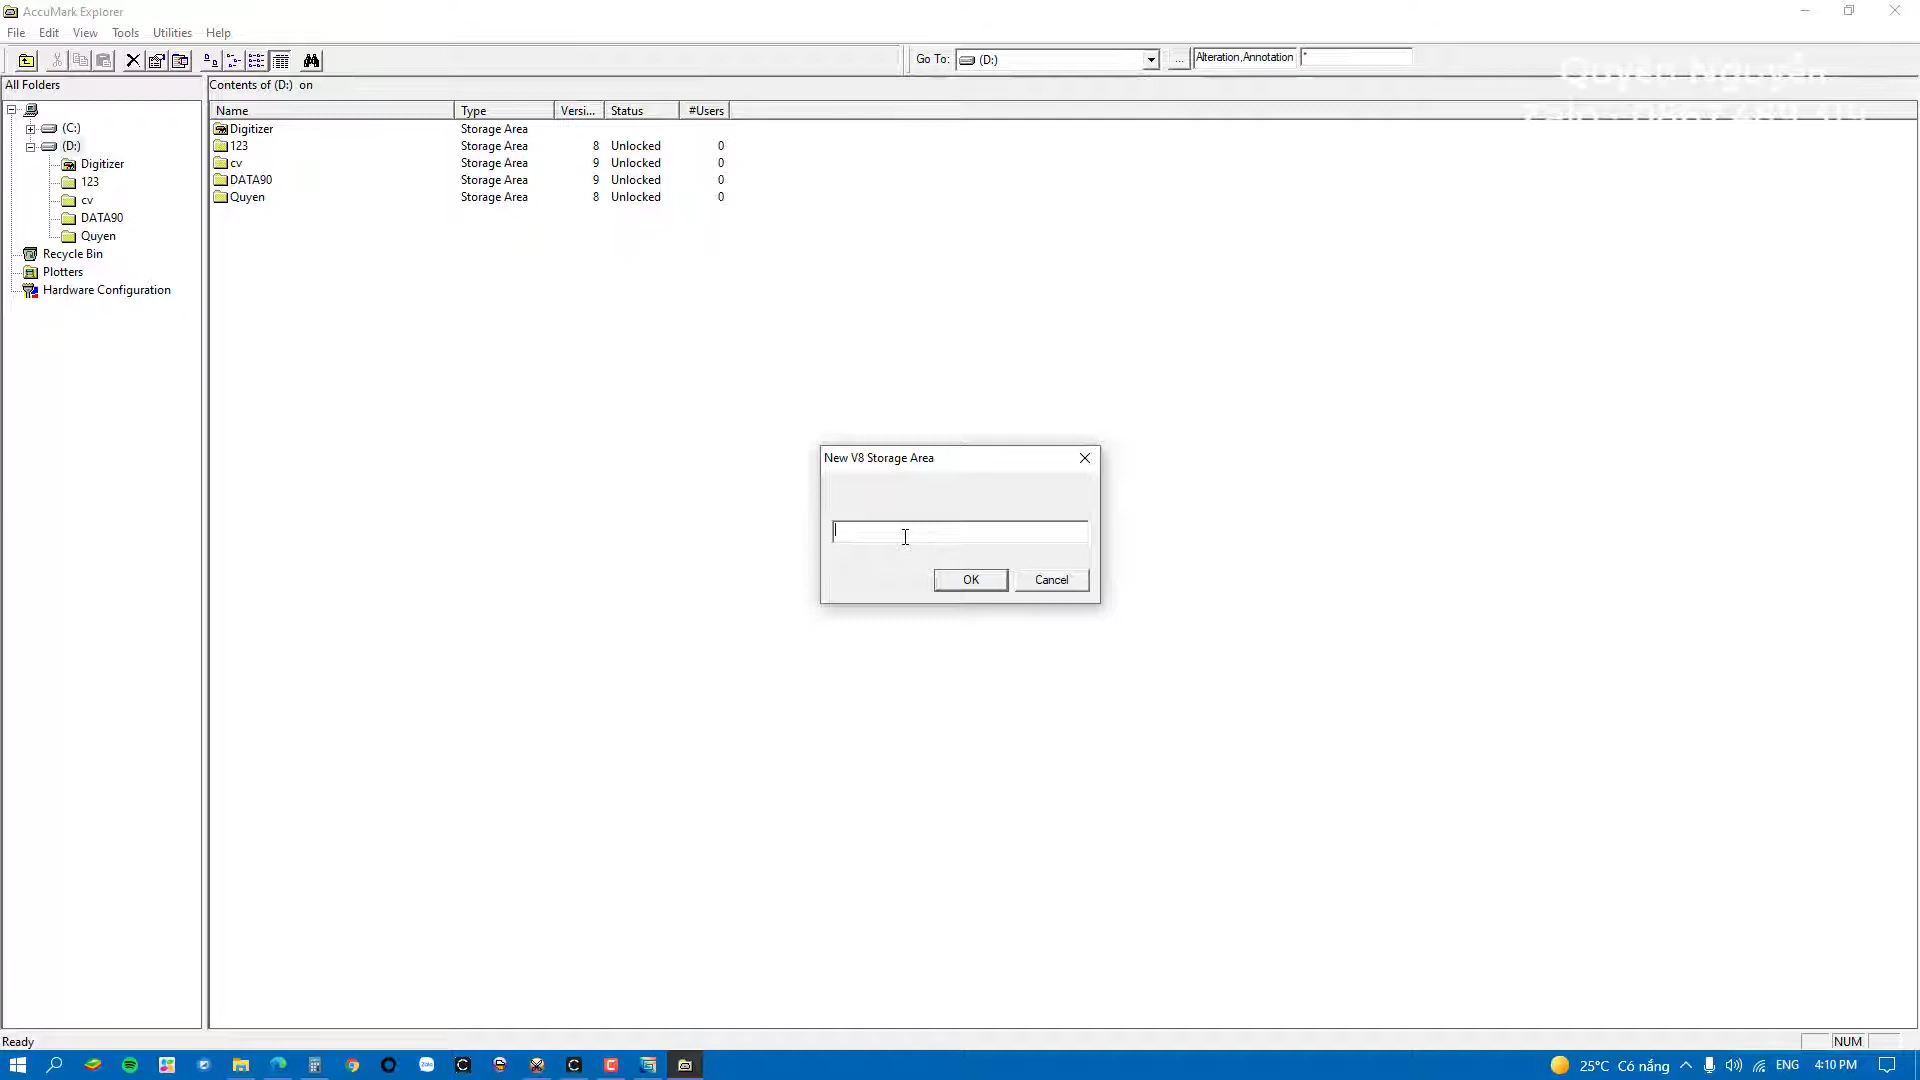 AccuMark Explorer
File Edit View Tools Utilities Help
Go To: (D:) ... Alteration,Annotation *
Quyên Nguyễn
All Folders
Contents of (D:) on
Name Type Versi... Status #Users
Digitizer Storage Area
123 Storage Area 8 Unlocked 0
cv Storage Area 9 Unlocked 0
DATA90 Storage Area 9 Unlocked 0
Quyen Storage Area 8 Unlocked 0
(C:)
(D:)
Digitizer
123
cv
DATA90
Quyen
Recycle Bin
Plotters
Hardware Configuration
New V8 Storage Area
OK Cancel
Ready
NUM
Zalo
25°C Có nắng ENG 4:10 PM